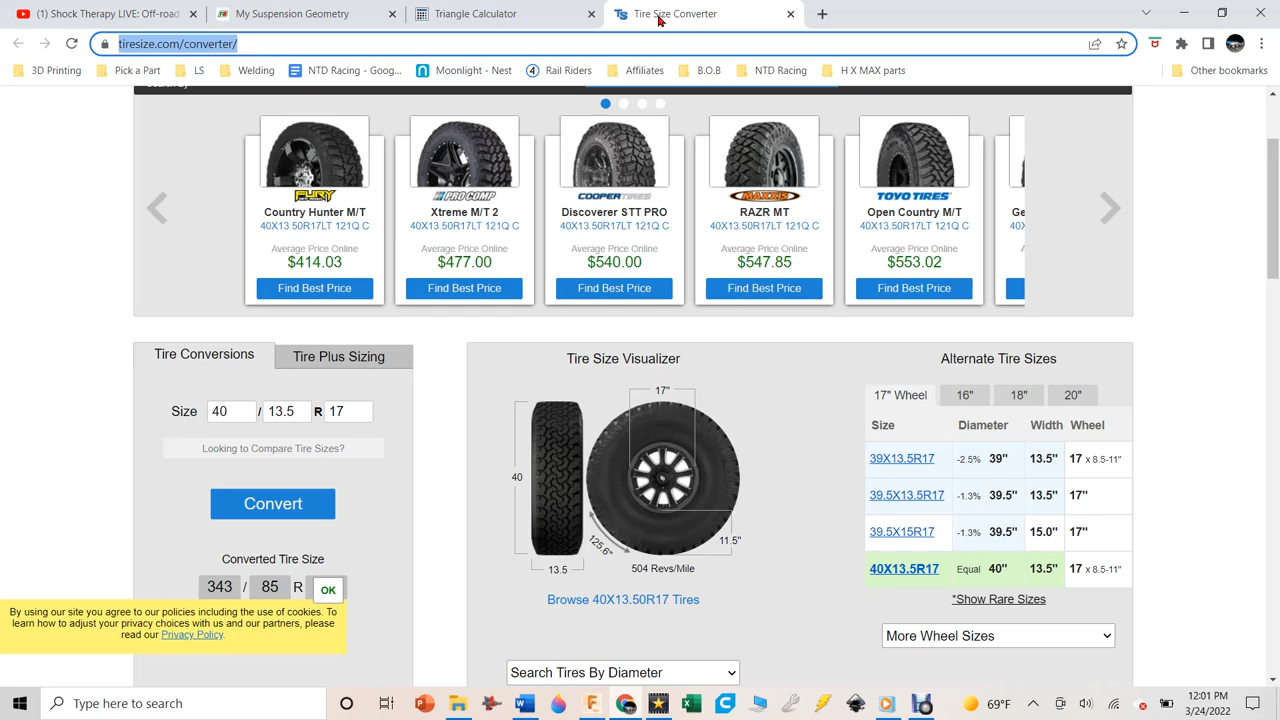 (1) Shock Therapy LIVE: Off-road
My Suspension Geometry
Triangle Calculator
Tire Size Converter
tiresize.com/converter/
3D Printing
Pick a Part
LS
Welding
NTD Racing - Goog...
Moonlight - Nest
Rail Riders
Affiliates
B.O.B
NTD Racing
H X MAX parts
Other bookmarks
FURY PROCOMP COOPERTIRES MAXXIS TOYO TIRES
Country Hunter M/T Xtreme M/T 2 Discoverer STT PRO RAZR MT Open Country M/T Ge
40X13.50R17LT 121Q C 40X13.50R17LT 121Q C 40X13.50R17LT 121Q C 40X13.50R17LT 121Q C 40X13.50R17LT 121Q C 40X
Average Price Online Average Price Online Average Price Online Average Price Online Average Price Online
$414.03 $477.00 $540.00 $547.85 $553.02
Find Best Price Find Best Price Find Best Price Find Best Price Find Best Price
Tire Conversions Tire Plus Sizing
Size 40 / 13.5 R 17
Looking to Compare Tire Sizes?
Convert
Converted Tire Size
343 / 85 R
OK
By using our site you agree to our policies including the use of cookies. To
learn how to adjust your privacy choices with us and our partners, please
read our Privacy Policy.
Tire Size Visualizer
17"
40
125.6"
11.5"
13.5
504 Revs/Mile
Browse 40X13.50R17 Tires
Search Tires By Diameter
Alternate Tire Sizes
17" Wheel 16" 18" 20"
Size Diameter Width Wheel
39X13.5R17 -2.5% 39" 13.5" 17 x 8.5-11"
39.5X13.5R17 -1.3% 39.5" 13.5" 17"
39.5X15R17 -1.3% 39.5" 15.0" 17"
40X13.5R17 Equal 40" 13.5" 17 x 8.5-11"
*Show Rare Sizes
More Wheel Sizes
Type here to search
69°F
12:01 PM
3/24/2022